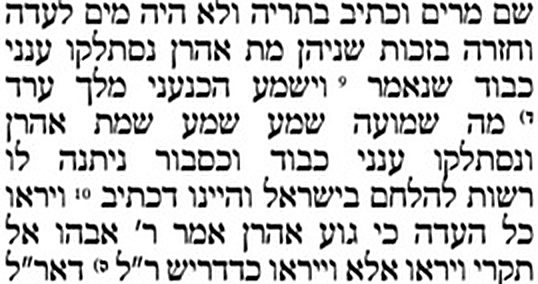 שם מרים וכתיב בתריה ולא היה מים לעדה
וחזרה בזכות שניהן מת אהרן נסתלקו ענני
כבוד שנאמר 9 וישמע הכנעני מלך ערד
ד) מה שמועה שמע שמע שמת אהרן
ונסתלקו ענני כבוד וכסבור ניתנה לו
רשות להלחם בישראל והיינו דכתיב 10 ויראו
כל העדה כי גוע אהרן אמר ר׳ אבהו אל
תקרי ויראו אלא וייראו כדדריש ר״ל כ) דאר״ל